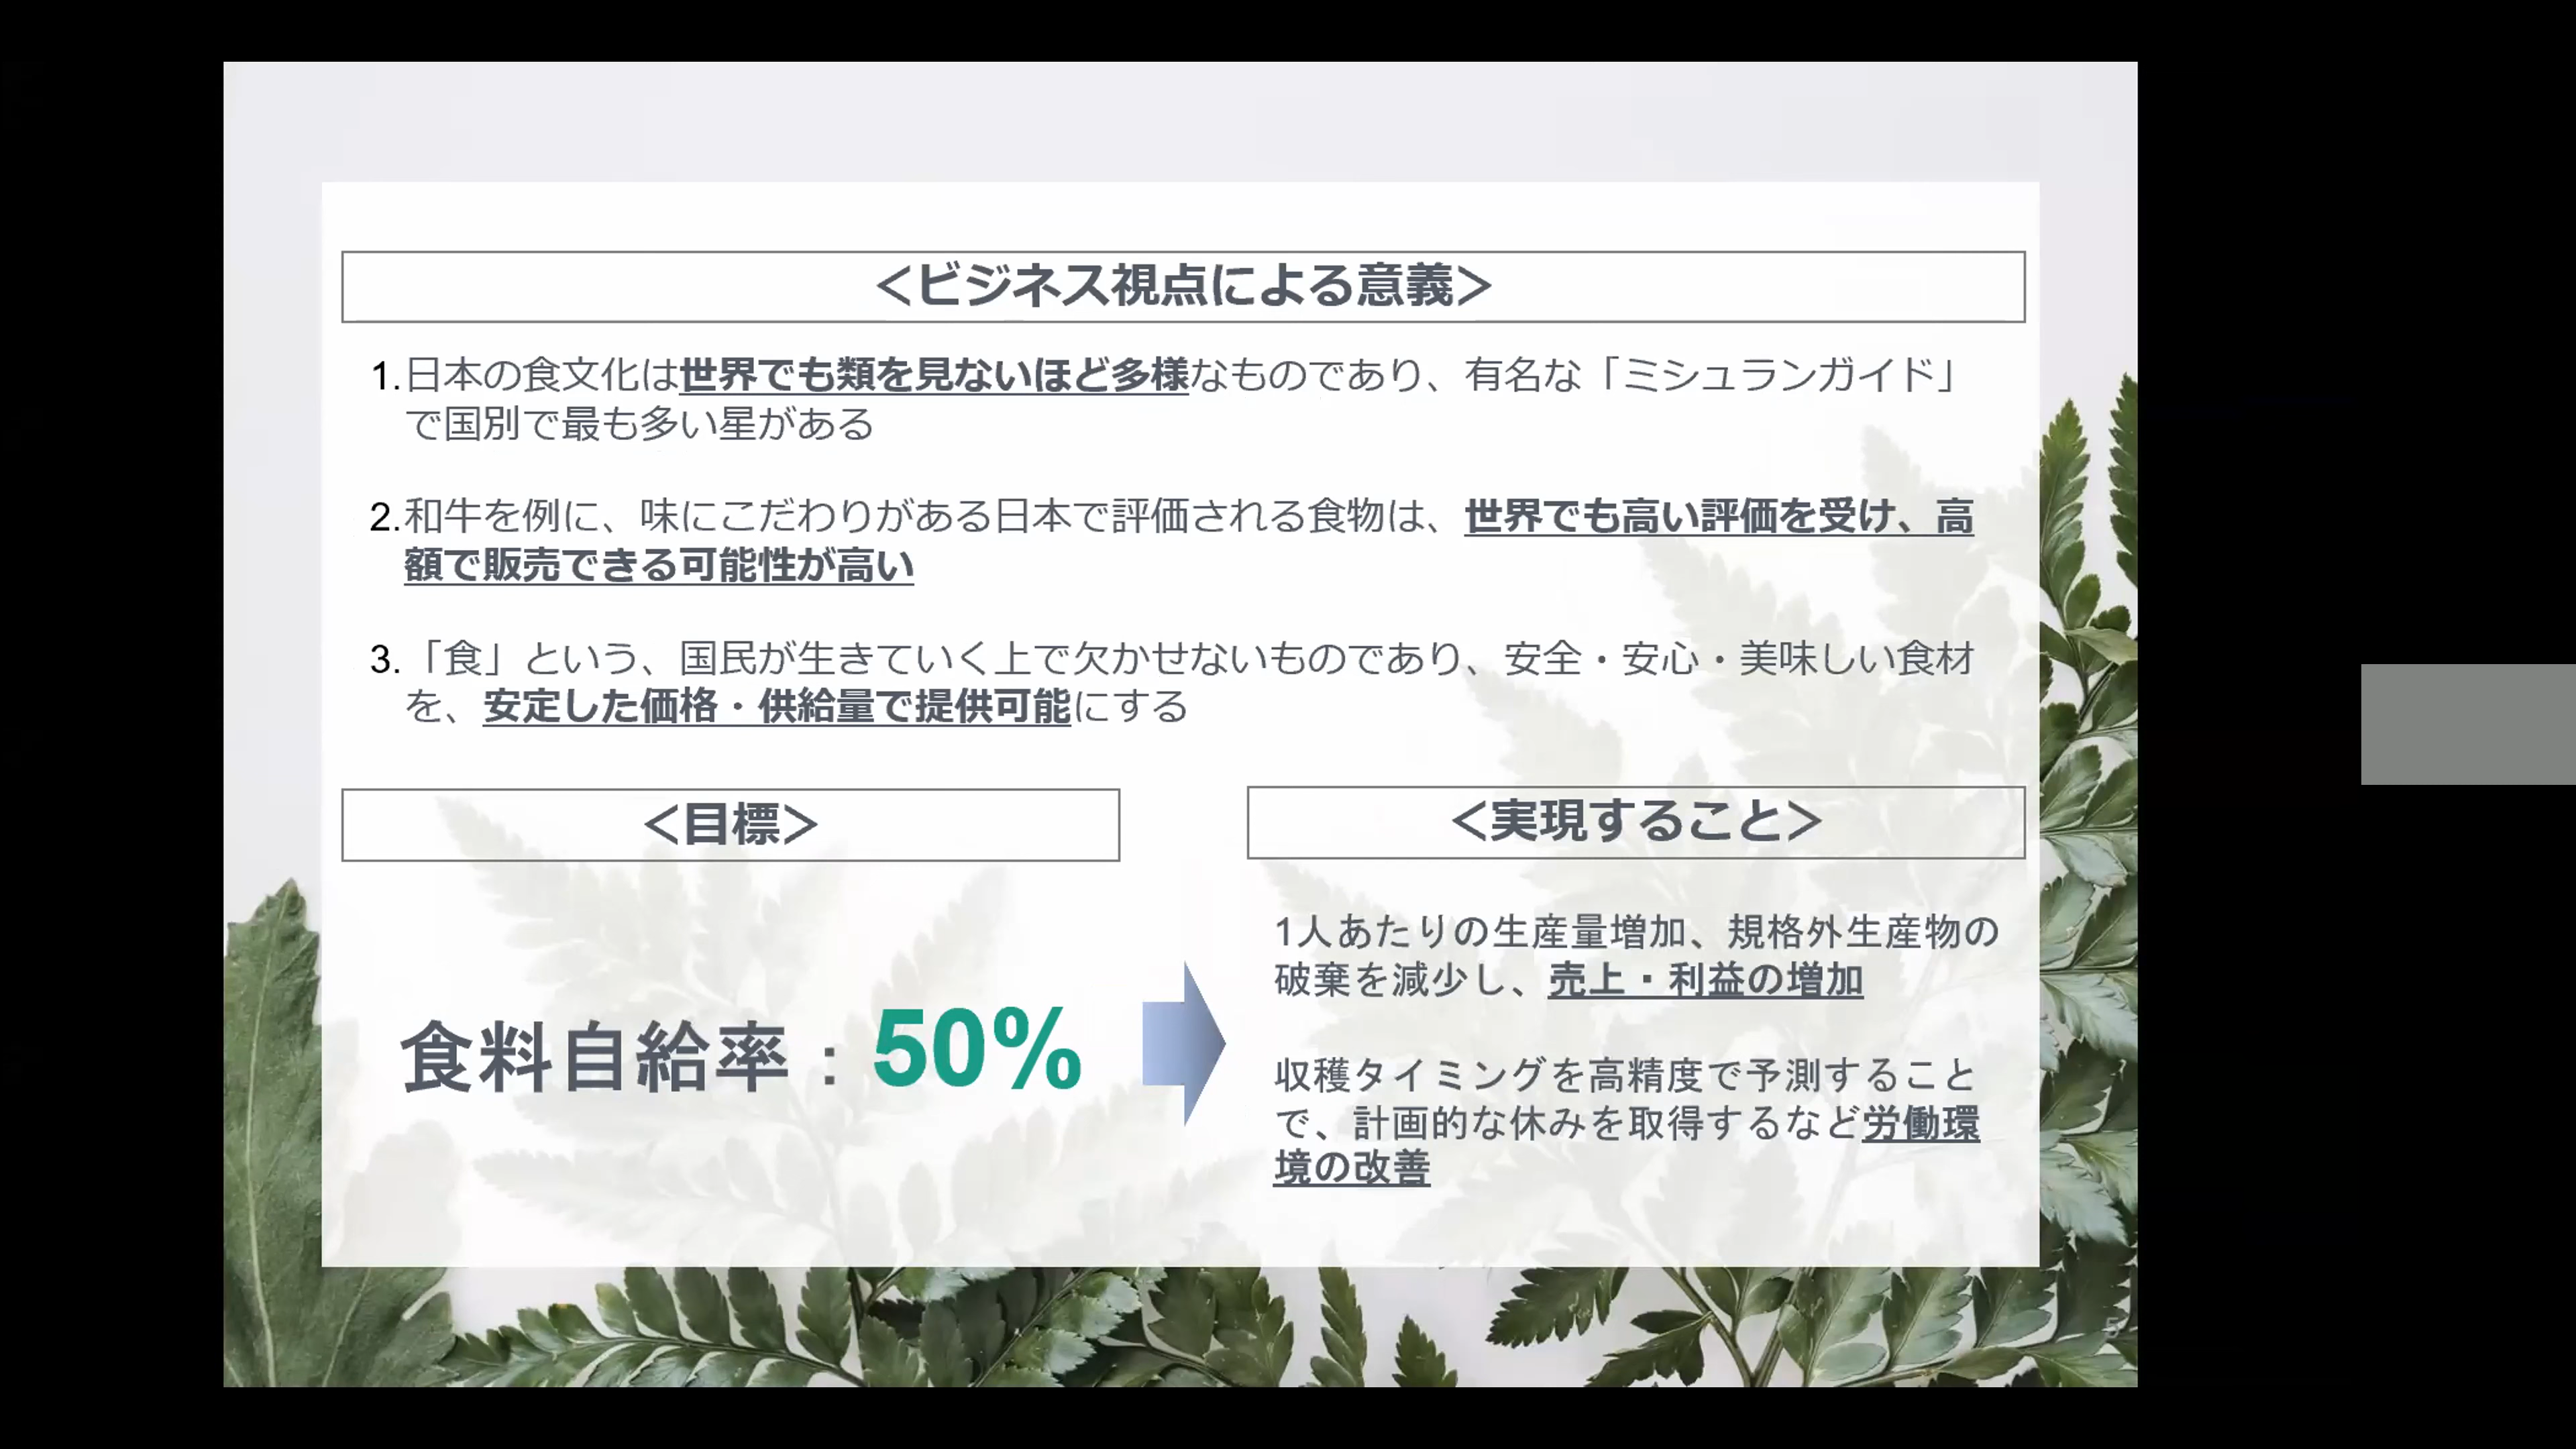 ＜ビジネス視点による意義＞
1.日本の食文化は世界でも類を見ないほど多様なものであり、有名な「ミシュランガイド」
で国別で最も多い星がある
2.和牛を例に、味にこだわりがある日本で評価される食物は、世界でも高い評価を受け、高
額で販売できる可能性が高い
3.「食」という、国民が生きていく上で欠かせないものであり、安全・安心・美味しい食材
を、安定した価格・供給量で提供可能にする
＜目標＞
食料自給率：50%
＜実現すること＞
1人あたりの生産量増加、規格外生産物の
破棄を減少し、売上・利益の増加
収穫タイミングを高精度で予測すること
で、計画的な休みを取得するなど労働環
境の改善
5